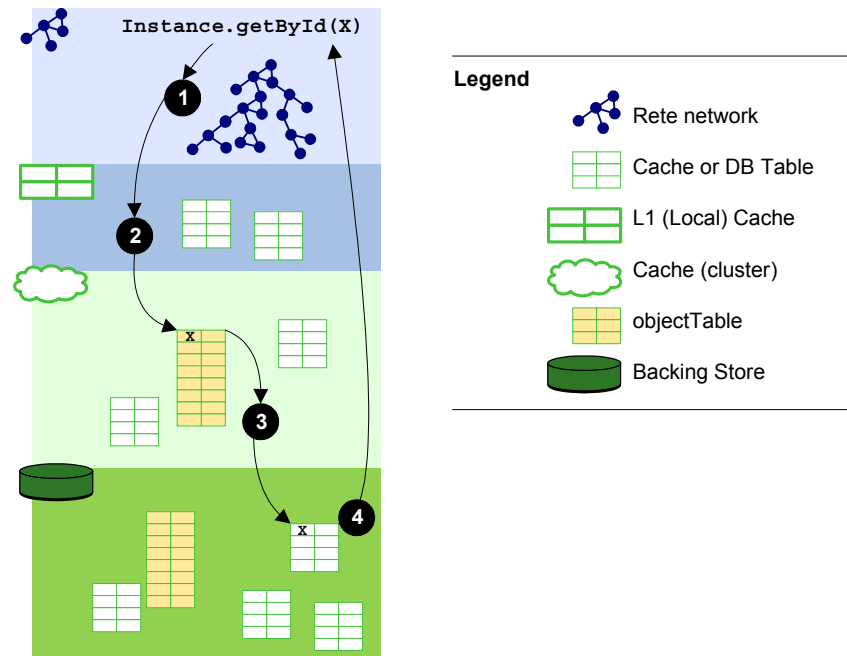 Instance.getById(X)
1
2
X
3
X
4
Legend
Rete network
Cache or DB Table
L1 (Local) Cache
Cache (cluster)
objectTable
Backing Store